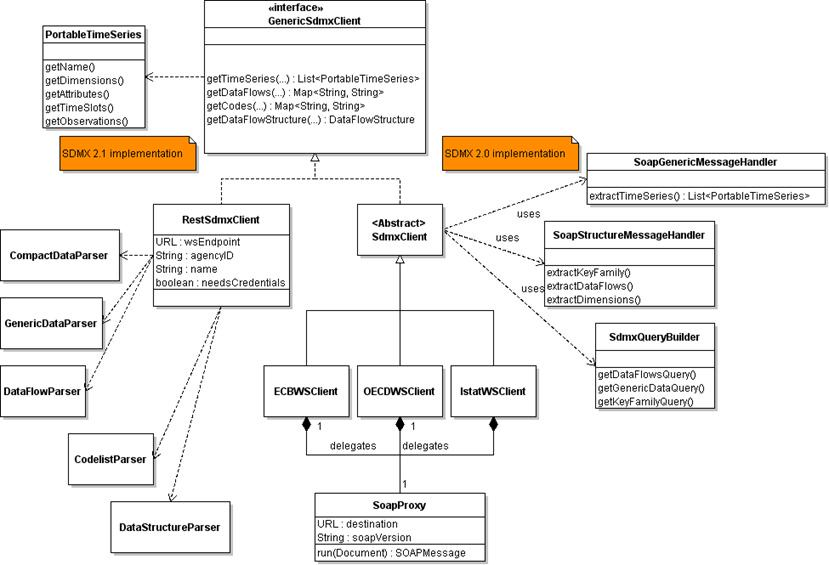 «interface»
GenericSdmxClient
getTimeSeries(...) : List<PortableTimeSeries>
getDataFlows(...) : Map<String, String>
getCodes(...) : Map<String, String>
getDataFlowStructure(...) : DataFlowStructure
PortableTimeSeries
getName()
getDimensions()
getAttributes()
getTimeSlots()
getObservations()
SDMX 2.1 implementation
SDMX 2.0 implementation
SoapGenericMessageHandler
extractTimeSeries() : List<PortableTimeSeries>
uses
RestSdmxClient
URL : wsEndpoint
String : agencyID
String : name
boolean : needsCredentials
<Abstract>
SdmxClient
uses
SoapStructureMessageHandler
extractKeyFamily()
extractDataFlows()
extractDimensions()
uses
CompactDataParser
GenericDataParser
DataFlowParser
CodelistParser
DataStructureParser
SdmxQueryBuilder
getDataFlowsQuery()
getGenericDataQuery()
getKeyFamilyQuery()
ECBWSClient
OECDWSClient
IstatWSClient
1
1
delegates
delegates
1
SoapProxy
URL : destination
String : soapVersion
run(Document) : SOAPMessage